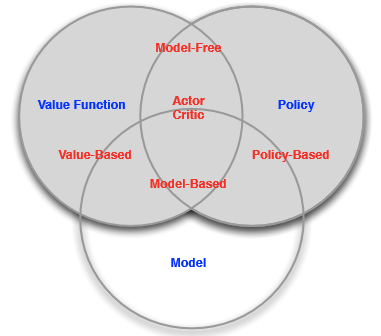 Model-Free
Value Function
Actor
Critic
Policy
Value-Based
Policy-Based
Model-Based
Model